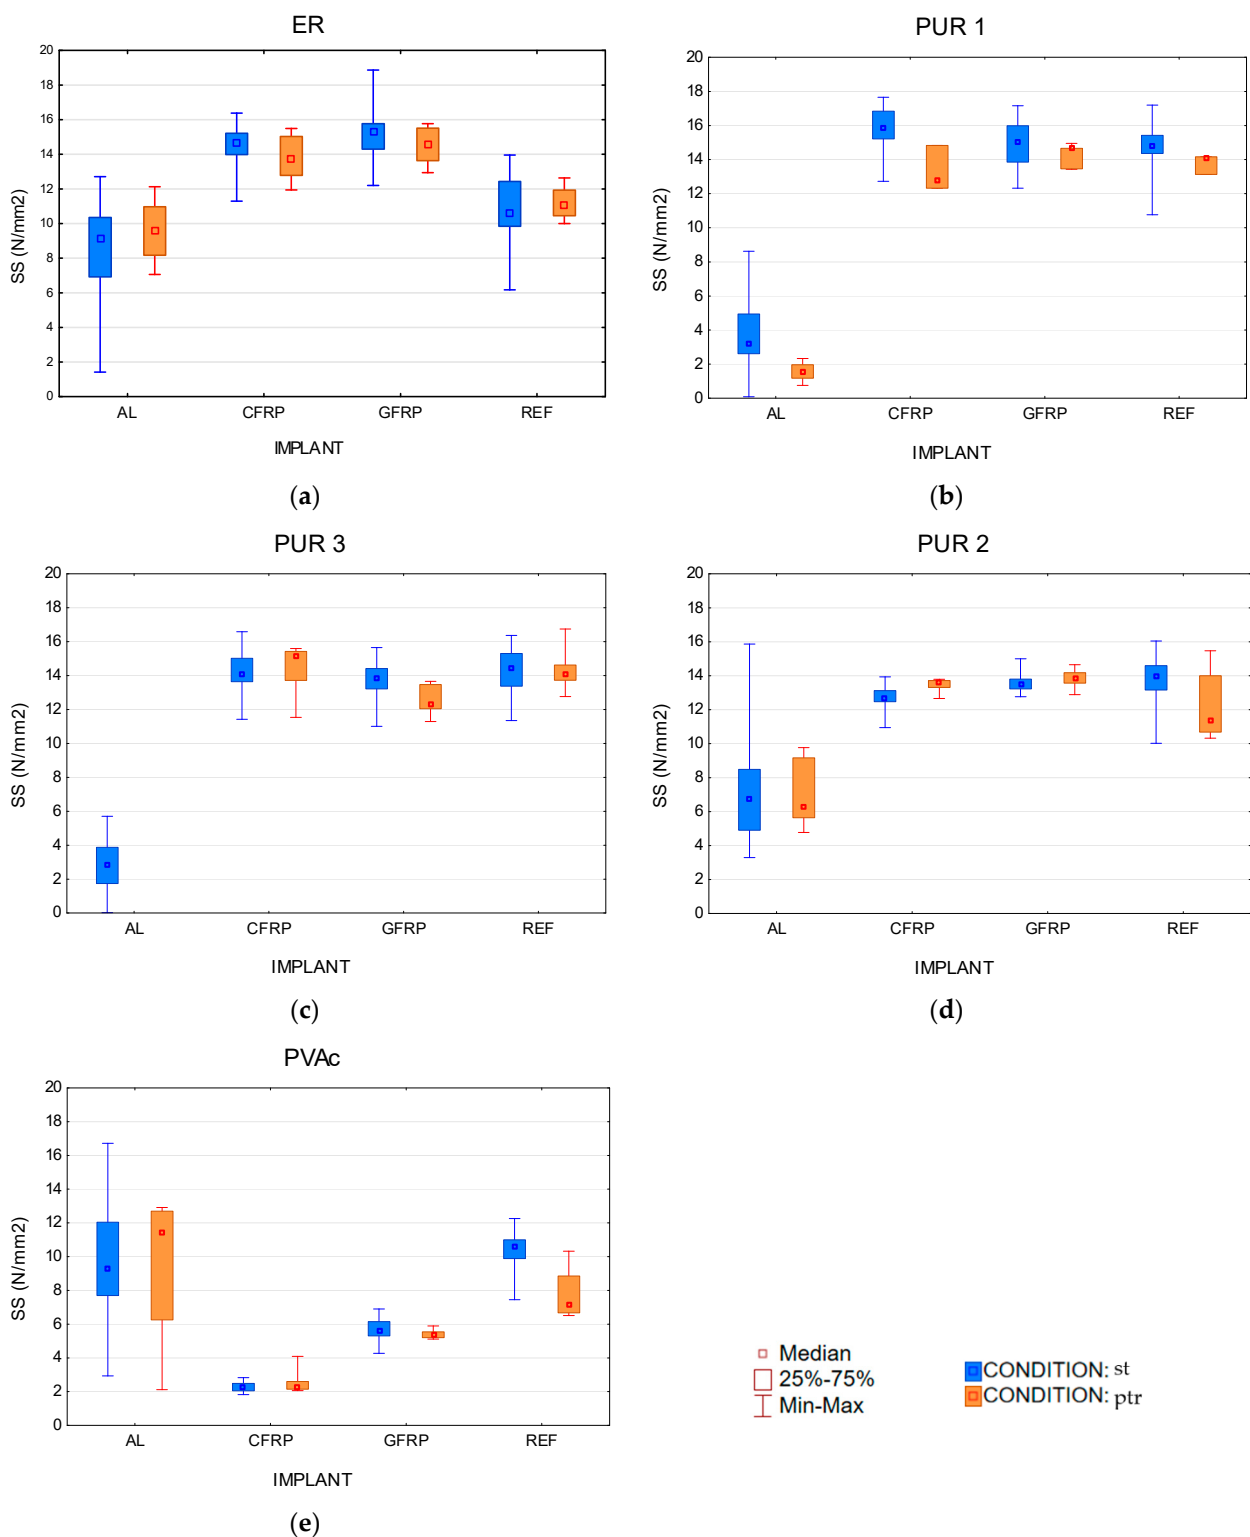 ER
SS (N/mm2)
20
18
16
14
12
10
8
6
4
2
0
AL CFRP GFRP REF
IMPLANT
(a)
PUR 1
SS (N/mm2)
20
18
16
14
12
10
8
6
4
2
0
AL CFRP GFRP REF
IMPLANT
(b)
PUR 3
SS (N/mm2)
20
18
16
14
12
10
8
6
4
2
0
AL CFRP GFRP REF
IMPLANT
(c)
PUR 2
SS (N/mm2)
20
18
16
14
12
10
8
6
4
2
0
AL CFRP GFRP REF
IMPLANT
(d)
PVAc
SS (N/mm2)
20
18
16
14
12
10
8
6
4
2
0
AL CFRP GFRP REF
IMPLANT
(e)
Median
25%-75%
Min-Max
CONDITION: st
CONDITION: ptr